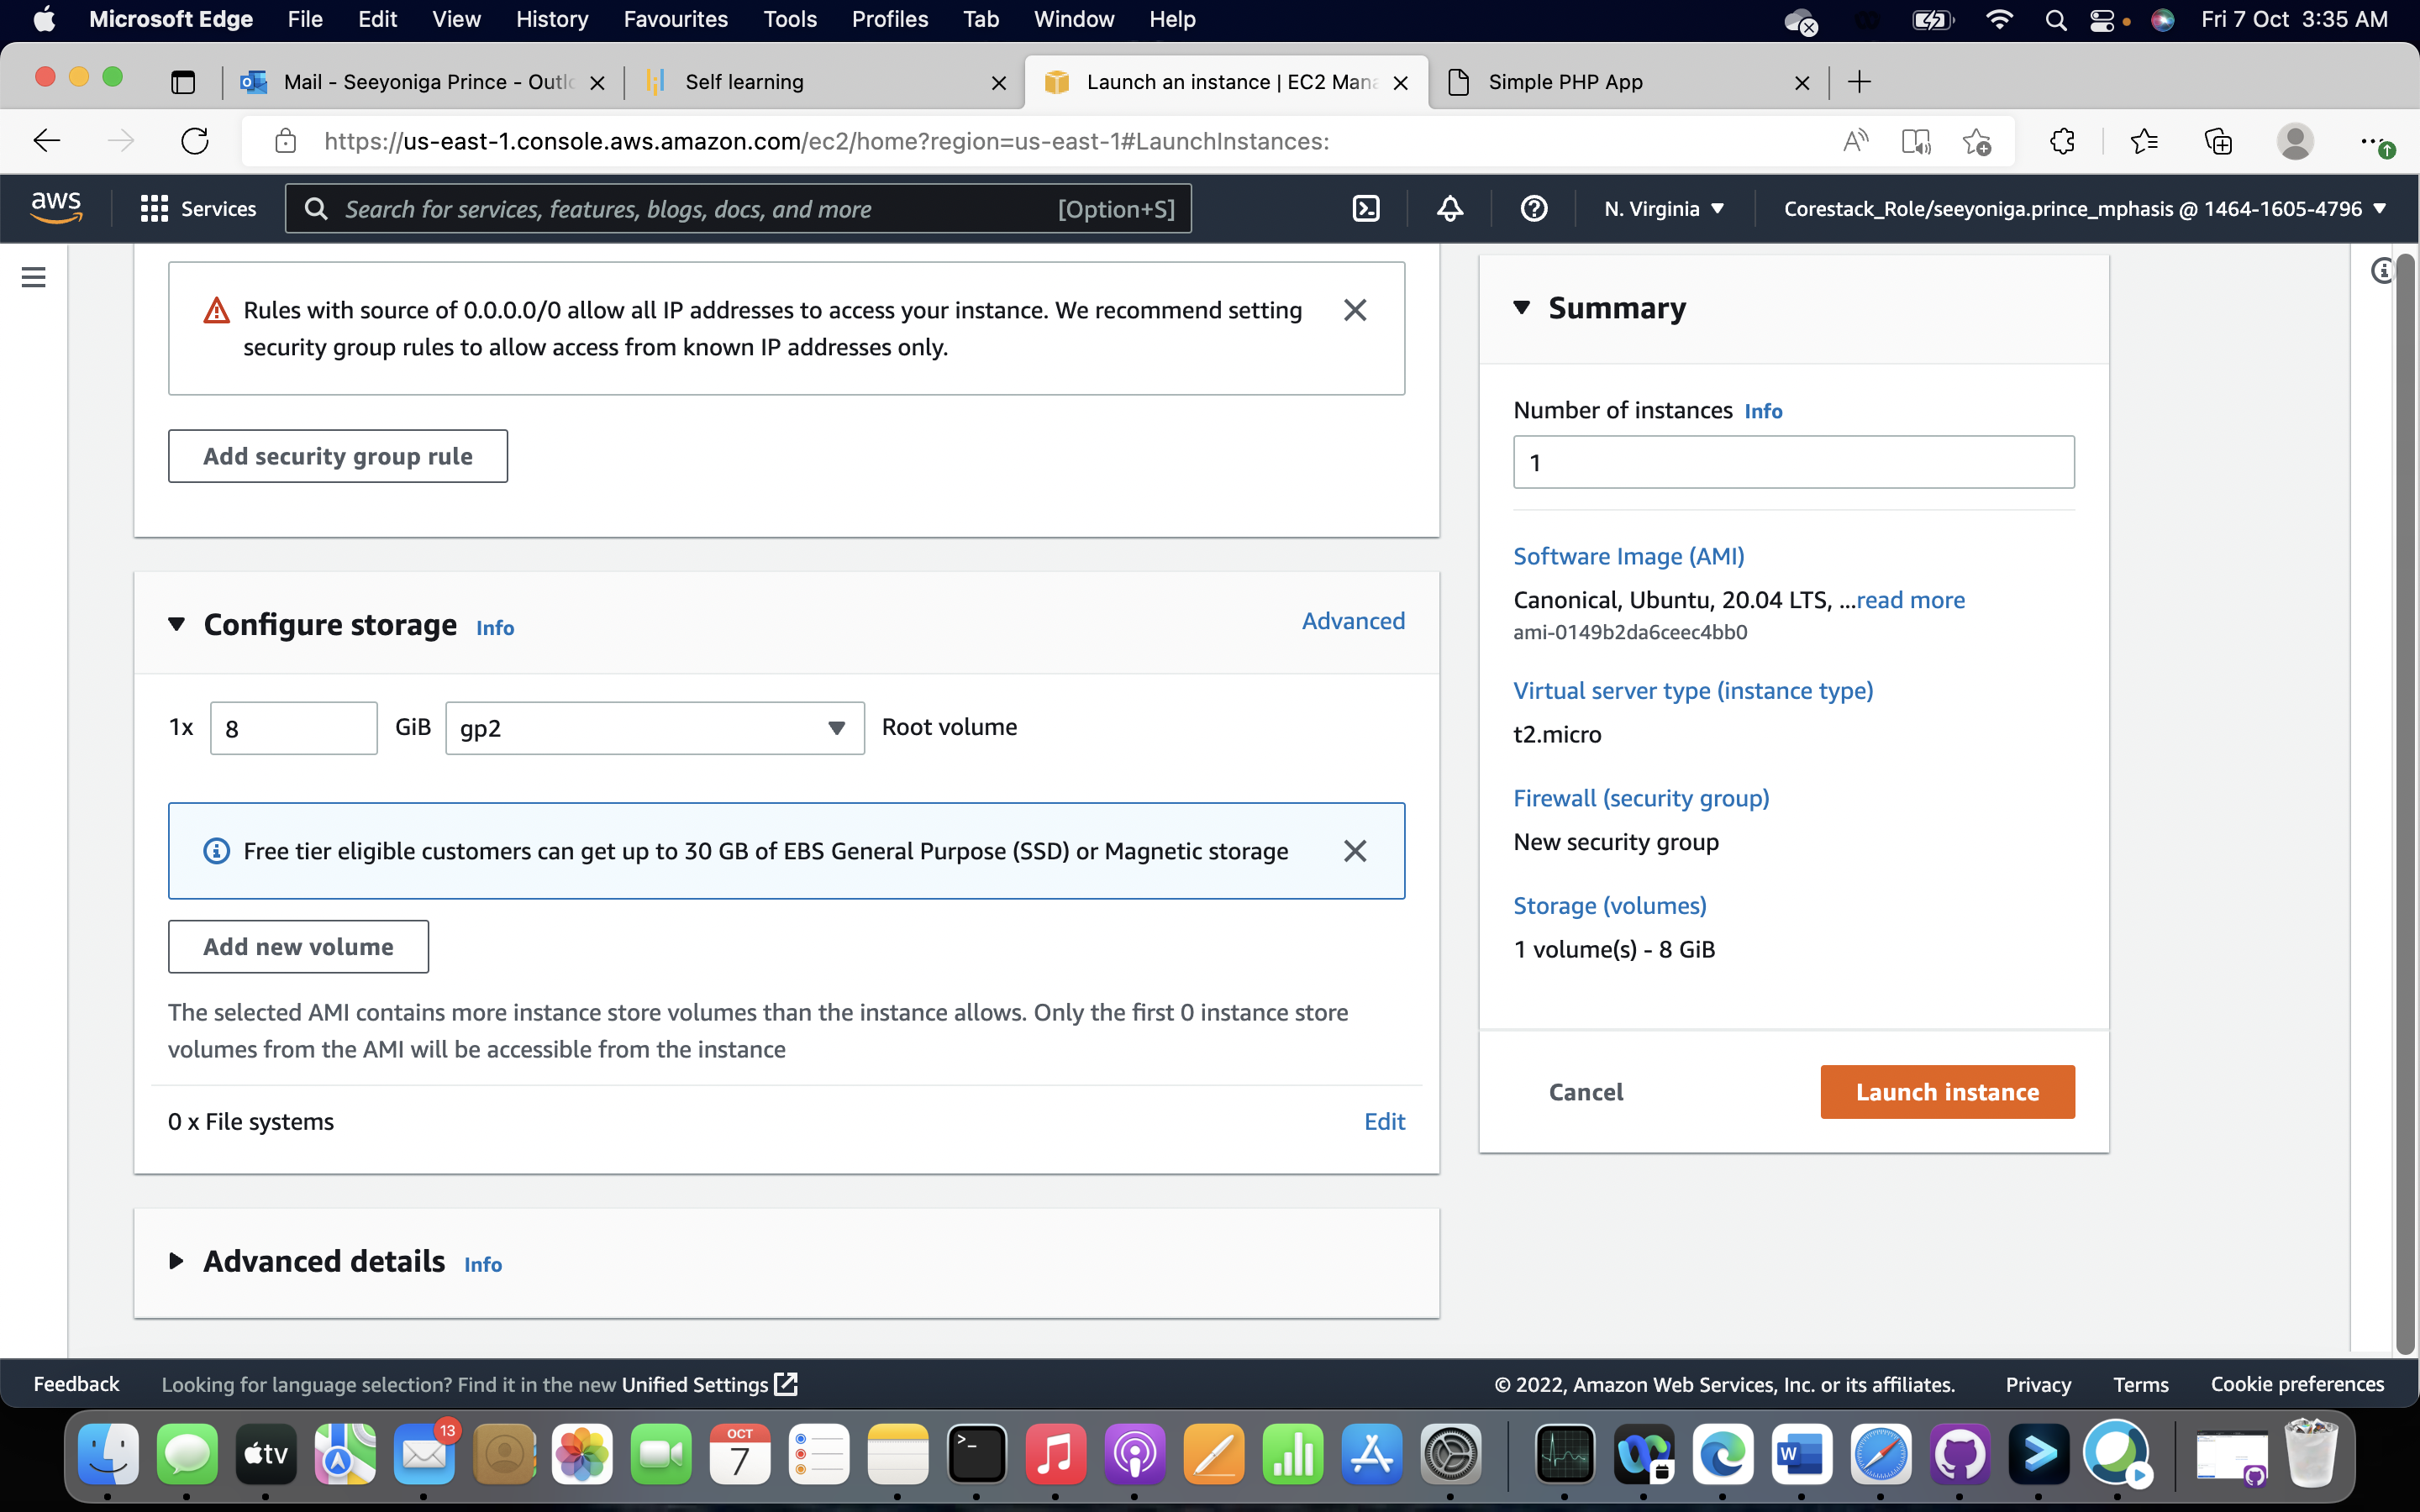 Microsoft Edge File Edit View History Favourites Tools Profiles Tab Window Help Fri 7 Oct 3:35 AM
Mail - Seeyoniga Prince - Outlo Self learning Launch an instance | EC2 Mana Simple PHP App
https://us-east-1.console.aws.amazon.com/ec2/home?region=us-east-1#LaunchInstances:
aws Services Search for services, features, blogs, docs, and more [Option+S] N. Virginia Corestack_Role/seeyoniga.prince_mphasis @ 1464-1605-4796
Rules with source of 0.0.0.0/0 allow all IP addresses to access your instance. We recommend setting
security group rules to allow access from known IP addresses only.
Add security group rule
Configure storage Info Advanced
1x 8 GiB gp2 Root volume
Free tier eligible customers can get up to 30 GB of EBS General Purpose (SSD) or Magnetic storage
Add new volume
The selected AMI contains more instance store volumes than the instance allows. Only the first 0 instance store
volumes from the AMI will be accessible from the instance
0 x File systems Edit
Advanced details Info
Summary
Number of instances Info
1
Software Image (AMI)
Canonical, Ubuntu, 20.04 LTS, ...read more
ami-0149b2da6ceec4bb0
Virtual server type (instance type)
t2.micro
Firewall (security group)
New security group
Storage (volumes)
1 volume(s) - 8 GiB
Cancel Launch instance
Feedback Looking for language selection? Find it in the new Unified Settings © 2022, Amazon Web Services, Inc. or its affiliates. Privacy Terms Cookie preferences
tv 13 OCT 7 W